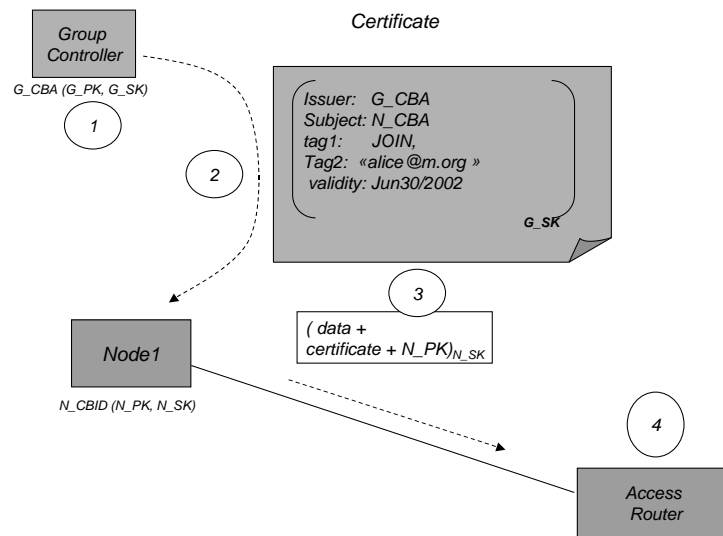 Certificate
Group
Controller
G_CBA (G_PK, G_SK)
1
2
Issuer: G_CBA
Subject: N_CBA
tag1: JOIN,
Tag2: «alice@m.org »
validity: Jun30/2002
G_SK
3
( data +
certificate + N_PK)N_SK
Node1
N_CBID (N_PK, N_SK)
4
Access
Router